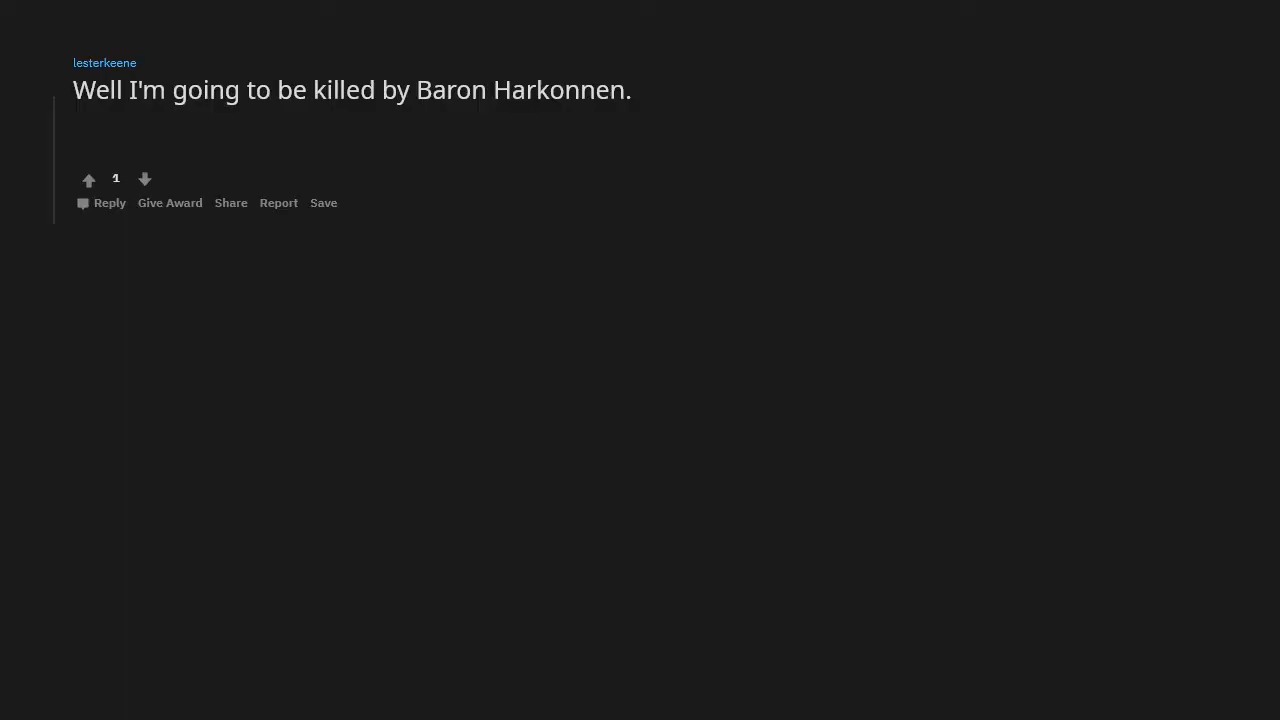 lesterkeene
Well I'm going to be killed by Baron Harkonnen.
1
Reply Give Award Share Report Save